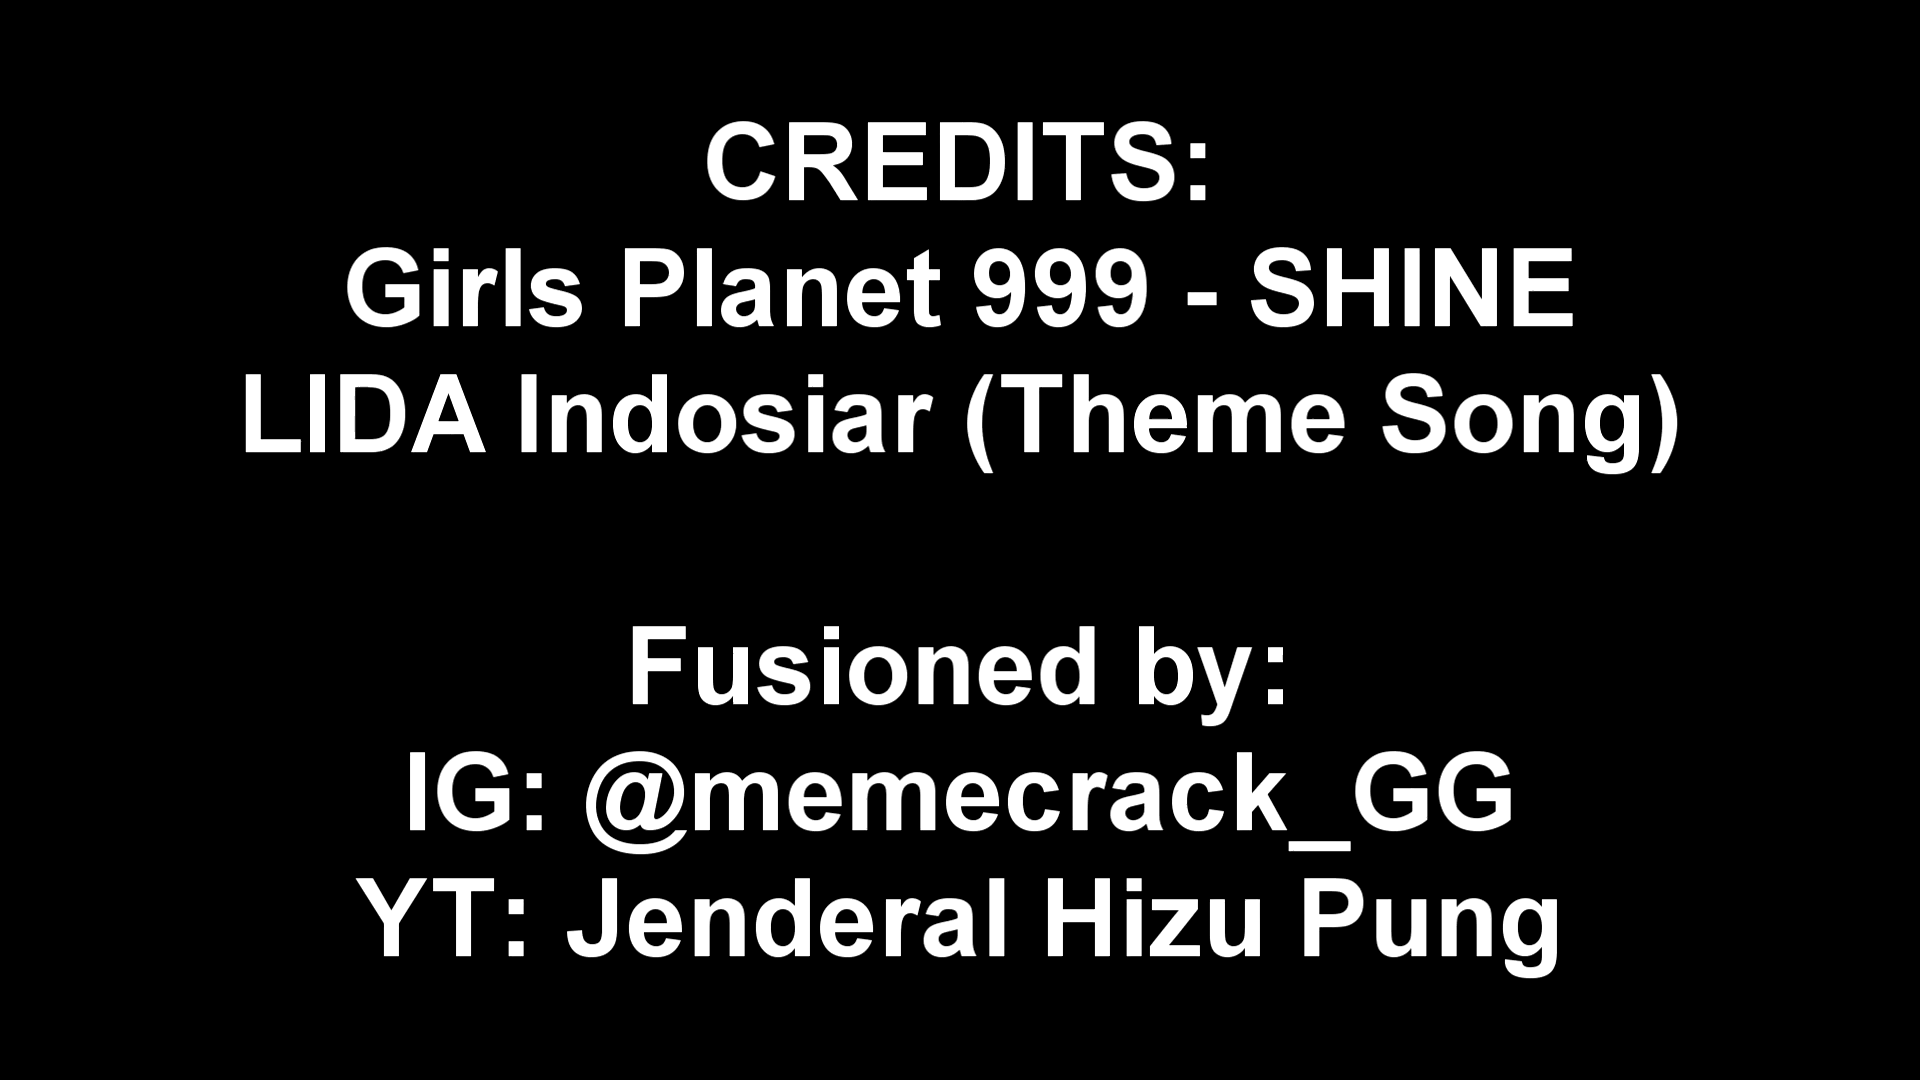 CREDITS:
Girls Planet 999 - SHINE
LIDA Indosiar (Theme Song)
Fusioned by:
IG: @memecrack_GG
YT: Jenderal Hizu Pung